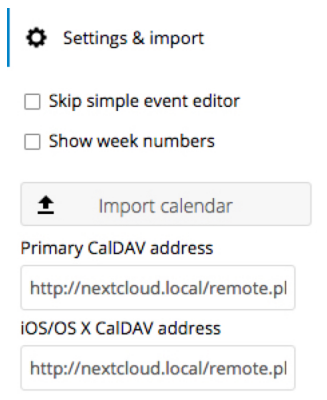 Settings & import
Skip simple event editor
Show week numbers
Import calendar
Primary CalDAV address
http://nextcloud.local/remote.pl
iOS/OS X CalDAV address
http://nextcloud.local/remote.pl